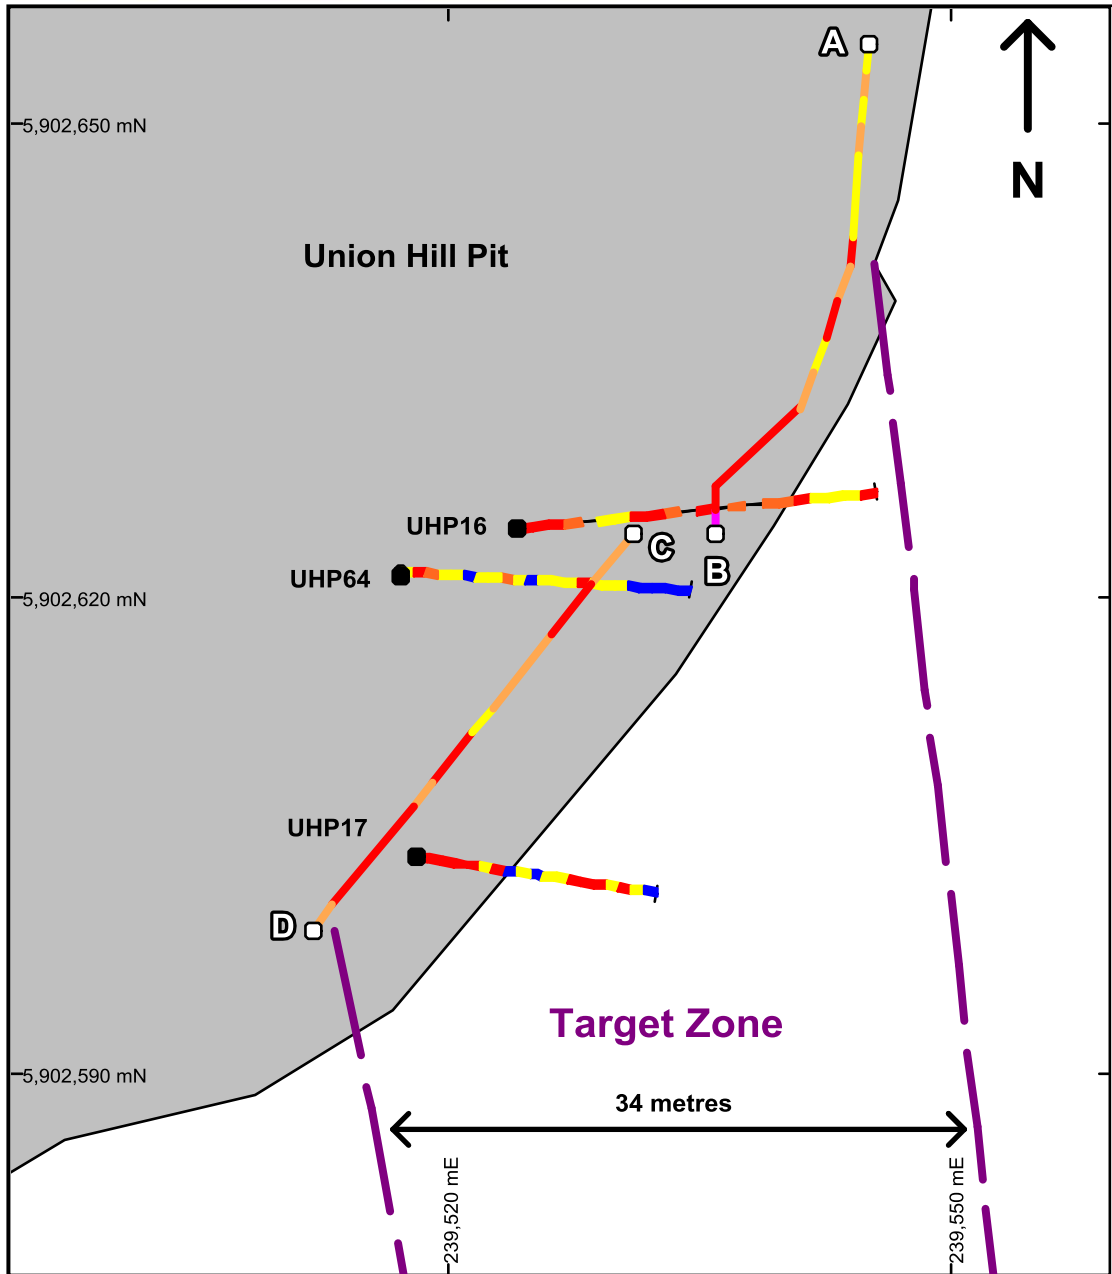 A
5,902,650 mN
N
Union Hill Pit
UHP16
C
B
UHP64
5,902,620 mN
UHP17
D
Target Zone
5,902,590 mN
34 metres
239,520 mE
239,550 mE